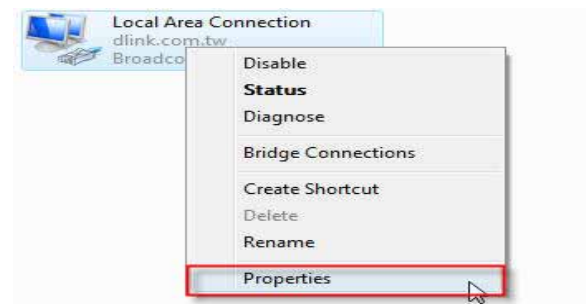 Local Area Connection
dlink.com.tw
Broadco
Disable
Status
Diagnose
Bridge Connections
Create Shortcut
Delete
Rename
Properties